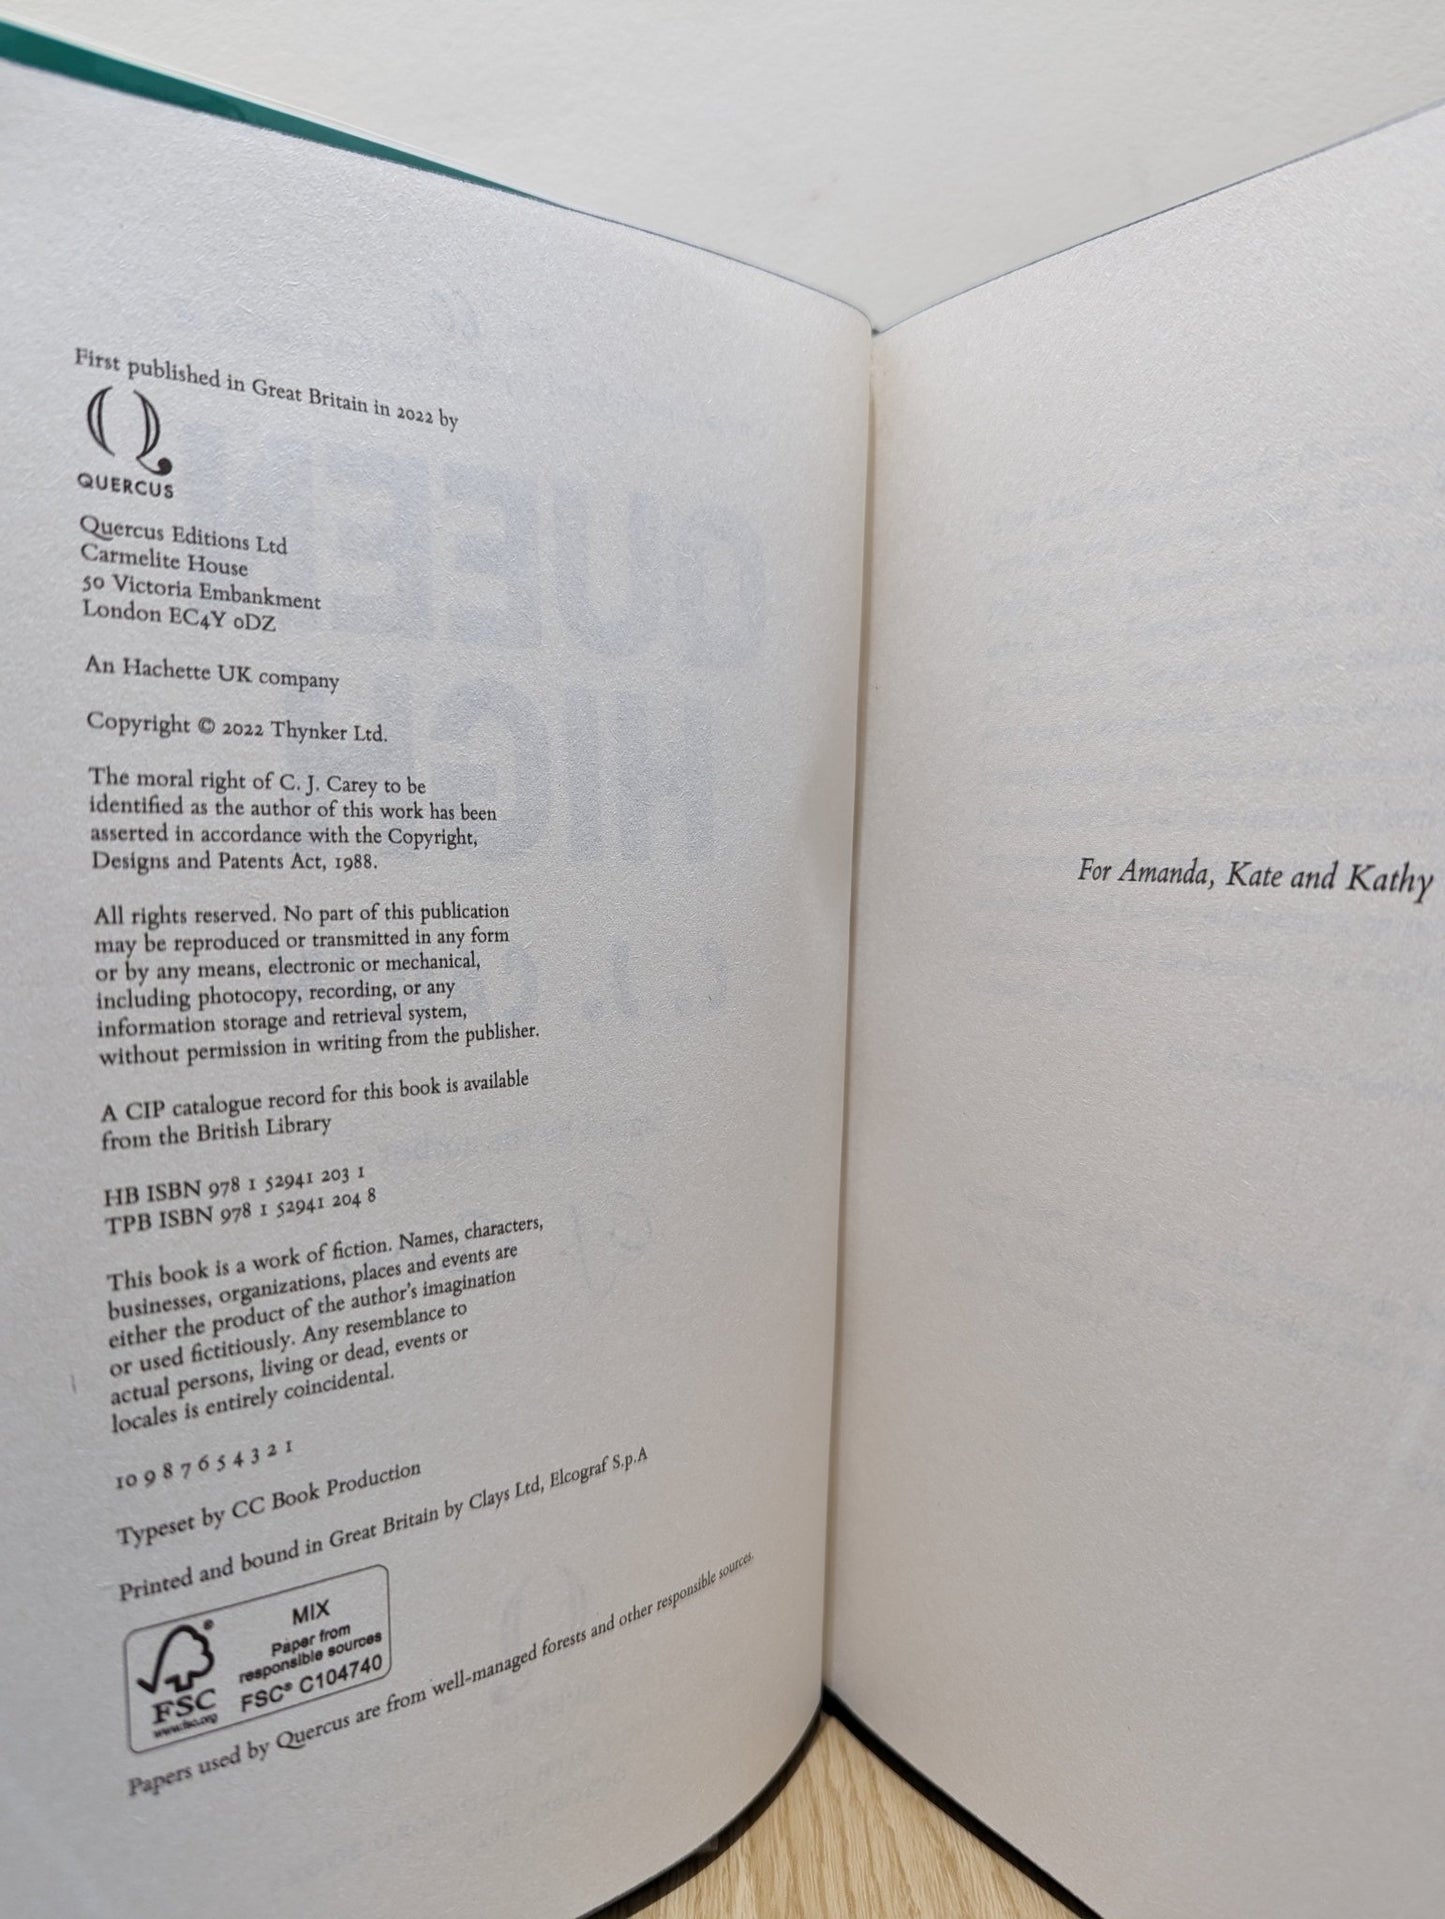 First published in Great Britain in 2022 by
QUERCUS
Quercus Editions Ltd
Carmelite House
50 Victoria Embankment
London EC4Y 0DZ
An Hachette UK company
Copyright © 2022 Thynker Ltd.
The moral right of C. J. Carey to be
identified as the author of this work has been
asserted in accordance with the Copyright,
Designs and Patents Act, 1988.
All rights reserved. No part of this publication
may be reproduced or transmitted in any form
or by any means, electronic or mechanical,
including photocopy, recording, or any
information storage and retrieval system,
without permission in writing from the publisher.
A CIP catalogue record for this book is available
from the British Library
HB ISBN 978 1 52941 203 1
TPB ISBN 978 1 52941 204 8
This book is a work of fiction. Names, characters,
businesses, organizations, places and events are
either the product of the author's imagination
or used fictitiously. Any resemblance to
actual persons, living or dead, events or
locales is entirely coincidental.
10 9 8 7 6 5 4 3 2 1
Typeset by CC Book Production
Printed and bound in Great Britain by Clays Ltd, Elcograf S.p.A
MIX
Paper from
responsible sources
FSC® C104740
FSC
www.fsc.org
Papers used by Quercus are from well-managed forests and other responsible sources.
For Amanda, Kate and Kathy